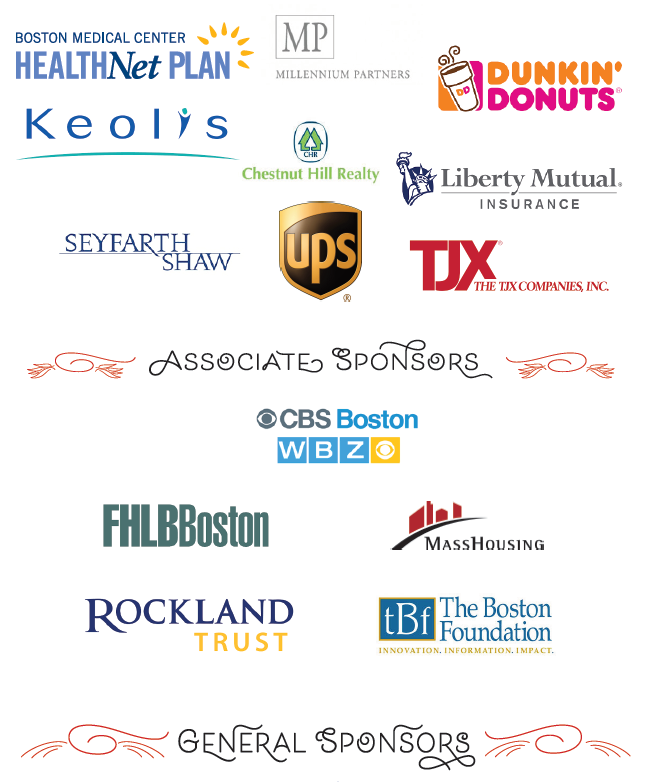 BOSTON MEDICAL CENTER
HEALTHNet PLAN
MP
MILLENNIUM PARTNERS
DUNKIN'
DONUTS®
DD
Keolis
CHR
Chestnut Hill Realty
Liberty Mutual®
INSURANCE
SEYFARTH
SHAW
ups
®
TJX®
THE TJX COMPANIES, INC.
ASSOCIATE SPONSORS
CBS Boston
WBZ
FHLBBoston
MASSHOUSING
ROCKLAND
TRUST
tBf
The Boston
Foundation
INNOVATION. INFORMATION. IMPACT.
GENERAL SPONSORS